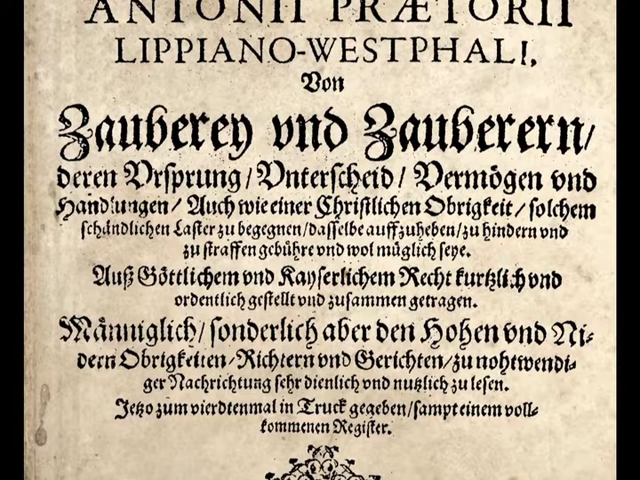 ANTONII PRÆTORII
LIPPIANO-WESTPHALI.
Von
Zauberey vnd Zauberern/
deren Vrsprung/ Vnterscheid/ Vermögen vnd
Handlungen/ Auch wie einer Christlichen Obrigkeit/ solchem
schändlichen Laster zu begegnen/dasselbe auffzuheben/zu hindern vnd
zu straffen gebühre vnd wol müglich seye.
Auß Göttlichem vnd Kayserlichem Recht kurtzlich vnd
ordentlich gestellt vnd zusammen getragen.
Männiglich/ sonderlich aber den Hohen vnd Ni-
dern Obrigkeiten/Richtern vnd Gerichten/zu nohtwendi-
ger Nachrichtung sehr dienlich vnd nutzlich zu lesen.
Jetzo zum vierdtenmal in Truck gegeben/sampt einem voll-
kommenen Register.